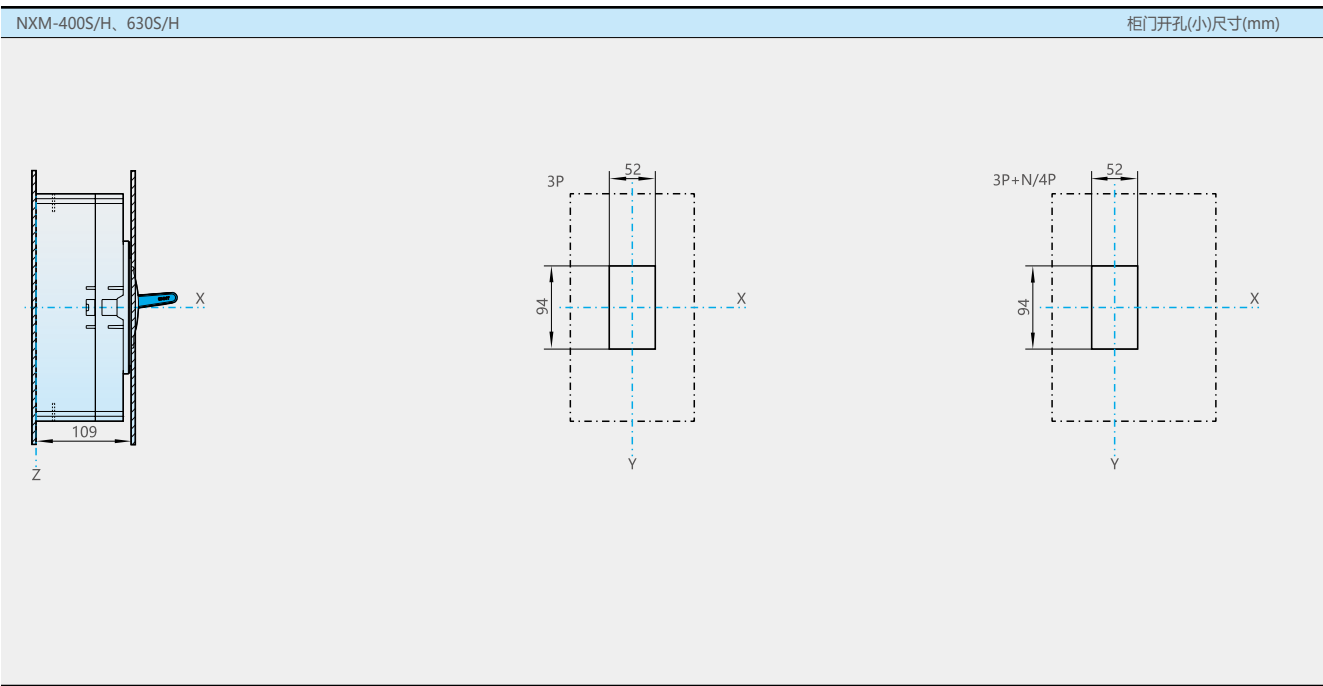 NXM-400S/H、630S/H
柜门开孔(小)尺寸(mm)
3P
52
94
X
Y
3P+N/4P
52
94
X
Y
X
109
Z